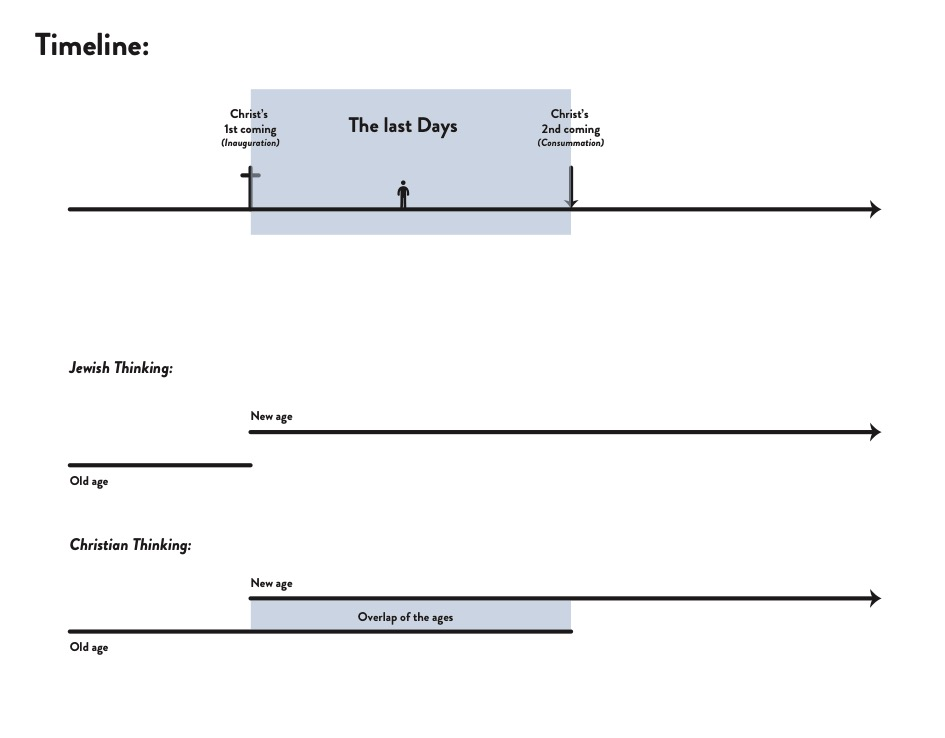 Timeline:
Christ's
1st coming
(Inauguration)
The last Days
Christ's
2nd coming
(Consummation)
Jewish Thinking:
New age
Old age
Christian Thinking:
New age
Overlap of the ages
Old age